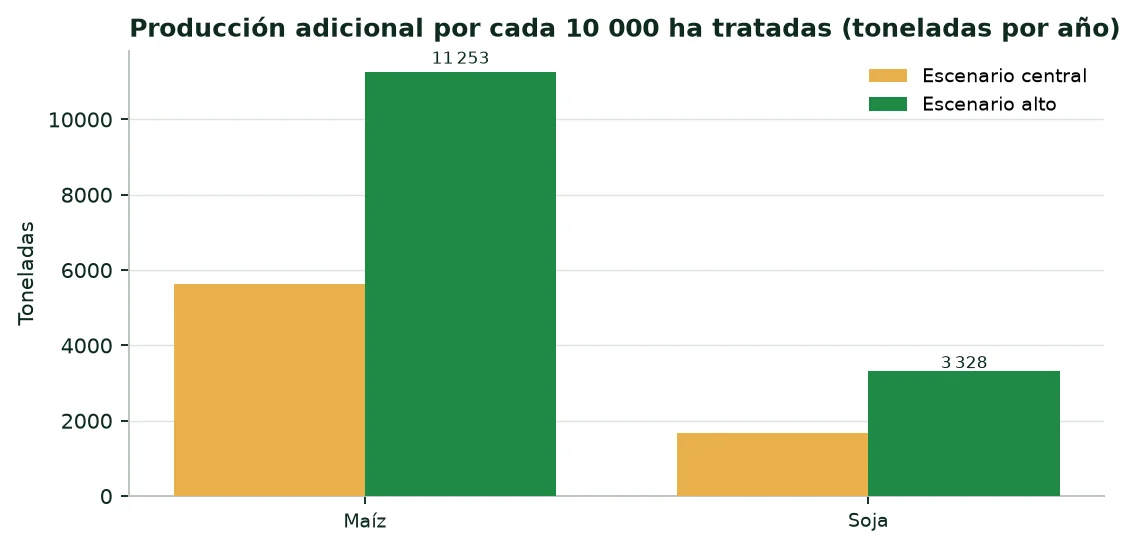 Producción adicional por cada 10 000 ha tratadas (toneladas por año)
11 253
Escenario central
Escenario alto
10000
8000
6000
4000
2000
0
Toneladas
3 328
Maíz
Soja